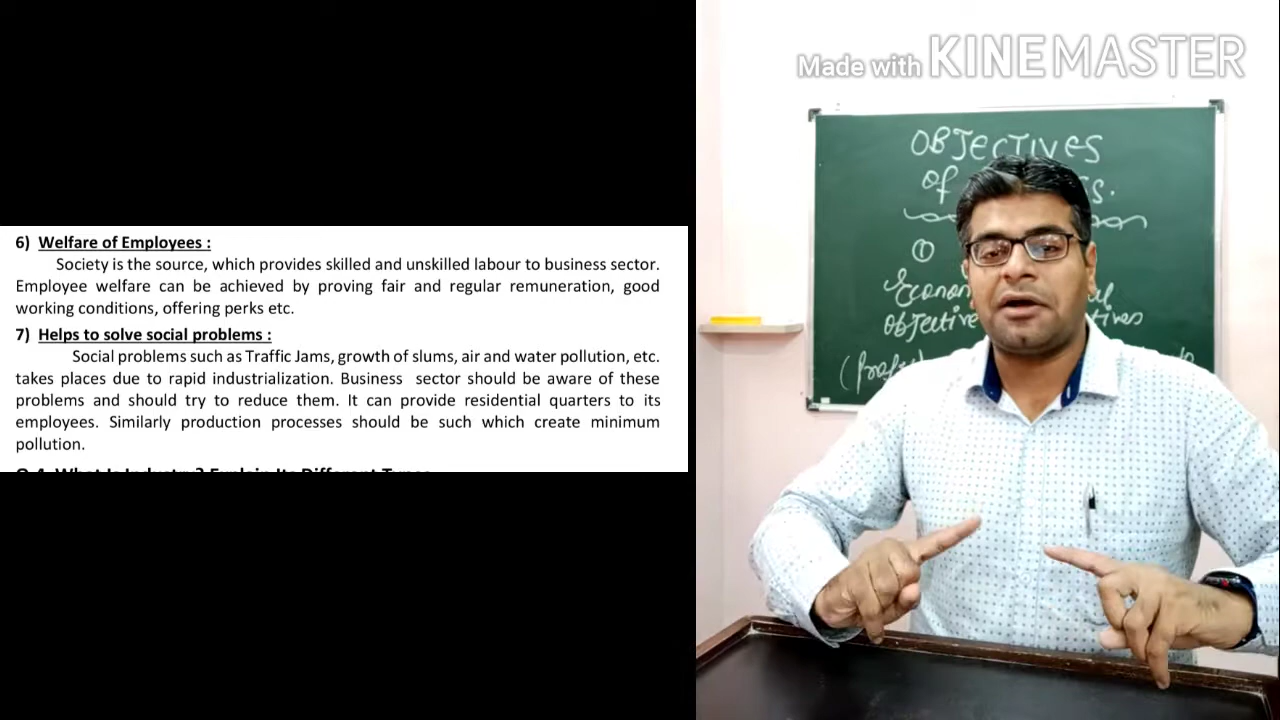 6) Welfare of Employees :
Society is the source, which provides skilled and unskilled labour to business sector.
Employee welfare can be achieved by proving fair and regular remuneration, good
working conditions, offering perks etc.
7) Helps to solve social problems :
Social problems such as Traffic Jams, growth of slums, air and water pollution, etc.
takes places due to rapid industrialization. Business sector should be aware of these
problems and should try to reduce them. It can provide residential quarters to its
employees. Similarly production processes should be such which create minimum
pollution.
Made with KINEMASTER
OBJECTIVES
of
①
Objective